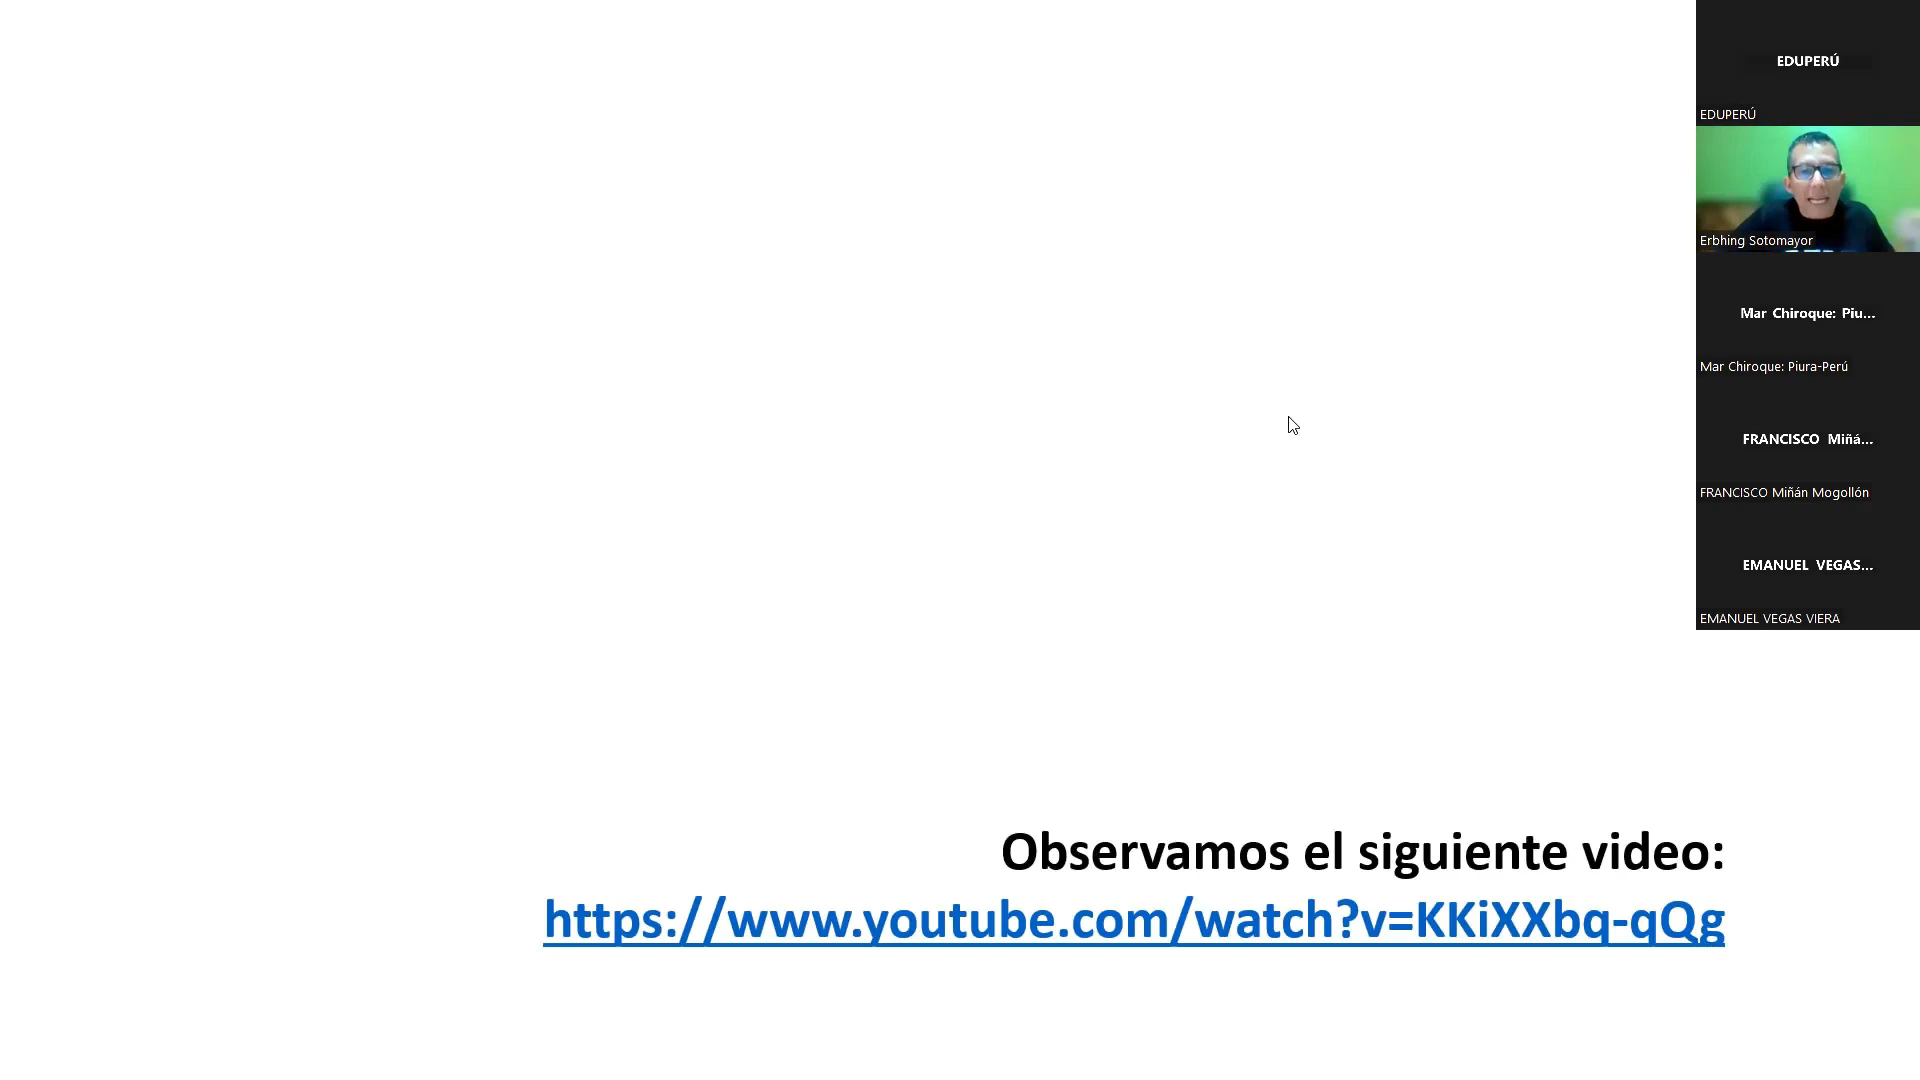 EDUPERÚ
EDUPERÚ
Erbhing Sotomayor
Mar Chiroque: Piu...
Mar Chiroque: Piura-Perú
FRANCISCO Miñá...
FRANCISCO Miñán Mogollón
EMANUEL VEGAS...
EMANUEL VEGAS VIERA
Observamos el siguiente video:
https://www.youtube.com/watch?v=KKiXXbq-qQg